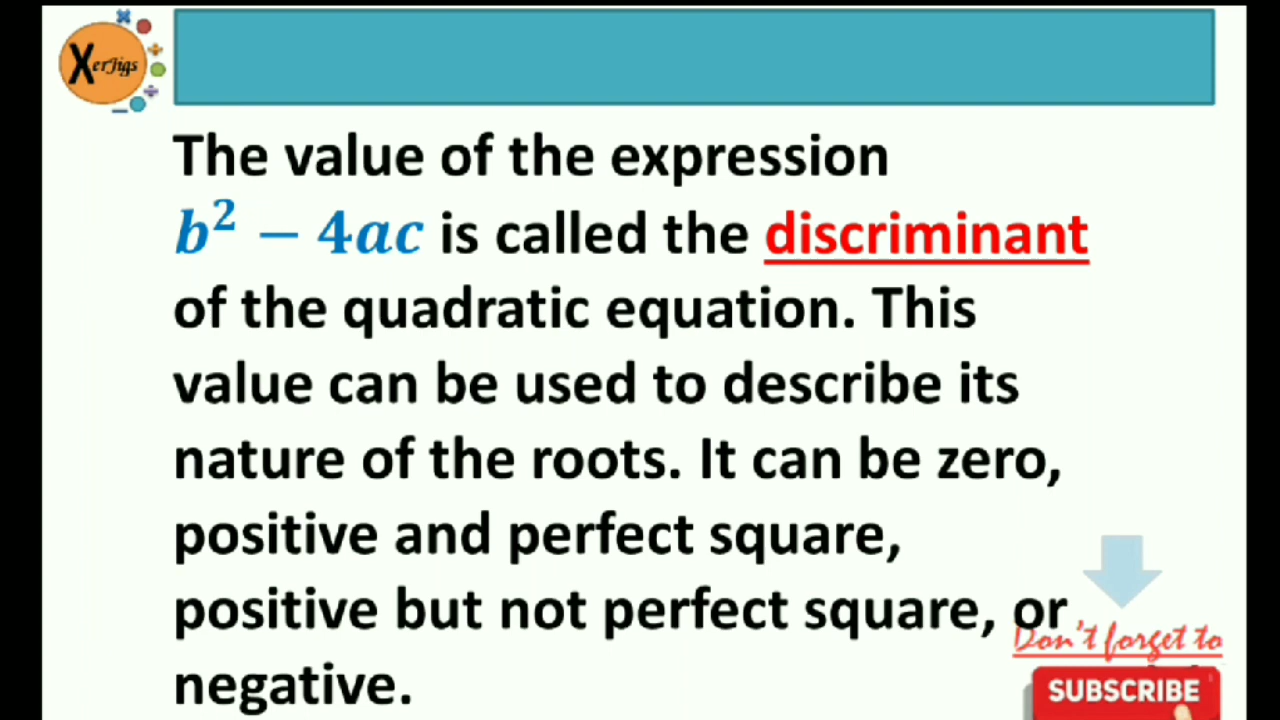 XerJigs
The value of the expression
b² − 4ac is called the discriminant
of the quadratic equation. This
value can be used to describe its
nature of the roots. It can be zero,
positive and perfect square,
positive but not perfect square, or
negative.
Don't forget to
SUBSCRIBE